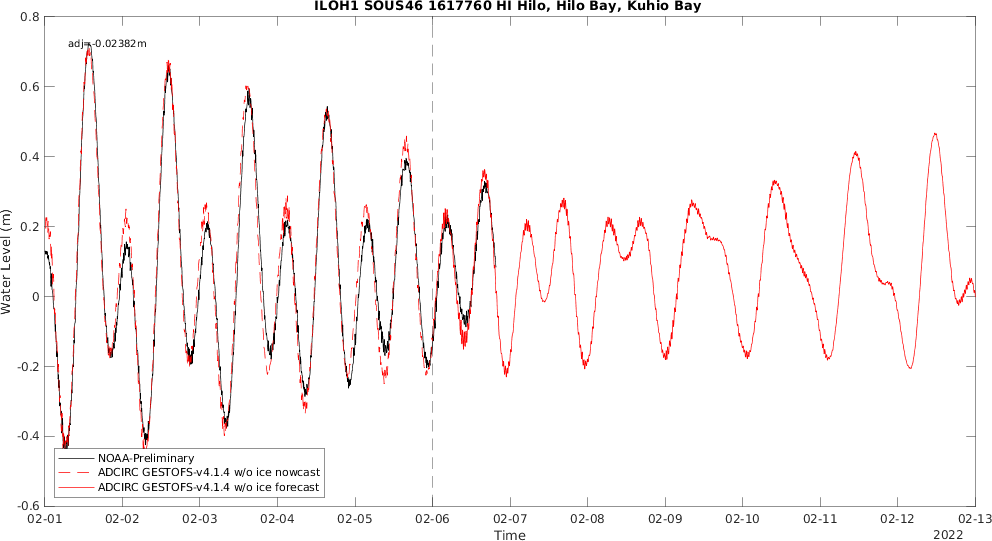 ILOH1 SOUS46 1617760 HI Hilo, Hilo Bay, Kuhio Bay
adj=-0.02382m
0.8
0.6
0.4
0.2
0
-0.2
-0.4
-0.6
Water Level (m)
NOAA-Preliminary
ADCIRC GESTOFS-v4.1.4 w/o ice nowcast
ADCIRC GESTOFS-v4.1.4 w/o ice forecast
02-01 02-02 02-03 02-04 02-05 02-06 02-07 02-08 02-09 02-10 02-11 02-12 02-13
Time
2022